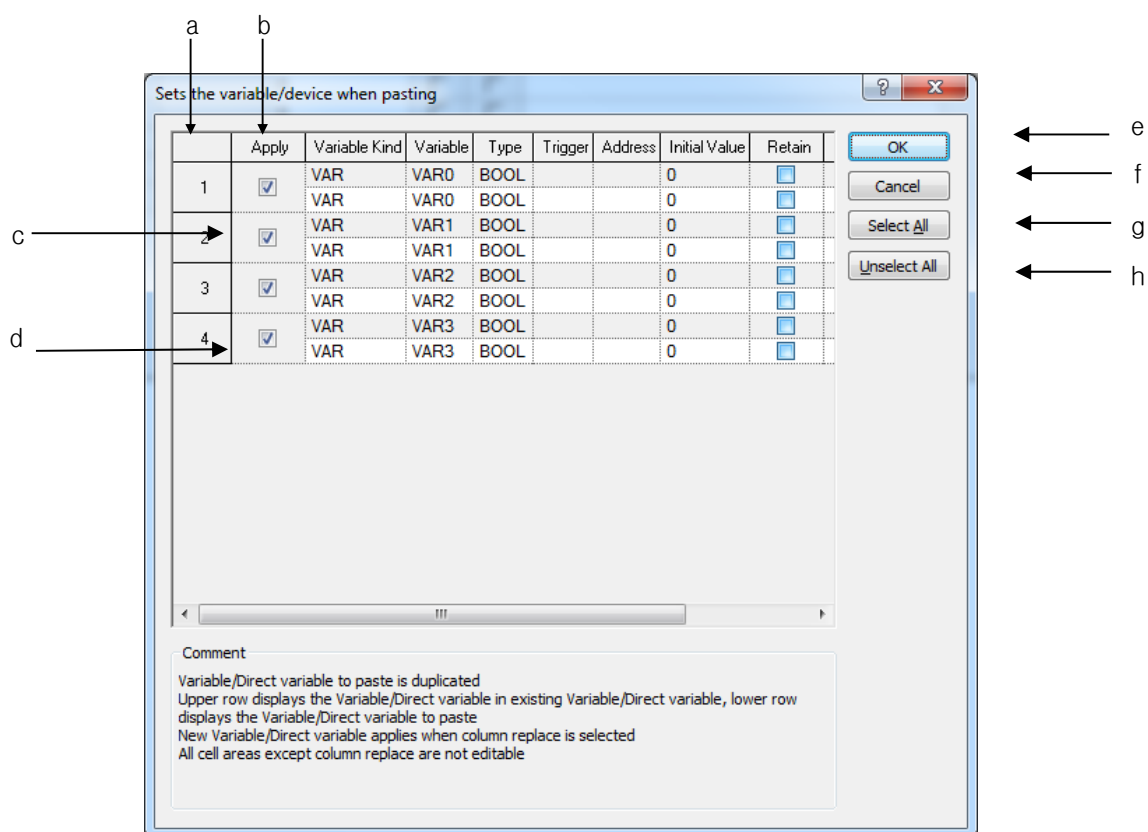 a b
Sets the variable/device when pasting
Apply Variable Kind Variable Type Trigger Address Initial Value Retain
OK e
1 VAR VAR0 BOOL 0
VAR VAR0 BOOL 0
Cancel f
c 2 VAR VAR1 BOOL 0
VAR VAR1 BOOL 0
Select All g
3 VAR VAR2 BOOL 0
VAR VAR2 BOOL 0
Unselect All h
d 4 VAR VAR3 BOOL 0
VAR VAR3 BOOL 0
Comment
Variable/Direct variable to paste is duplicated
Upper row displays the Variable/Direct variable in existing Variable/Direct variable, lower row
displays the Variable/Direct variable to paste
New Variable/Direct variable applies when column replace is selected
All cell areas except column replace are not editable